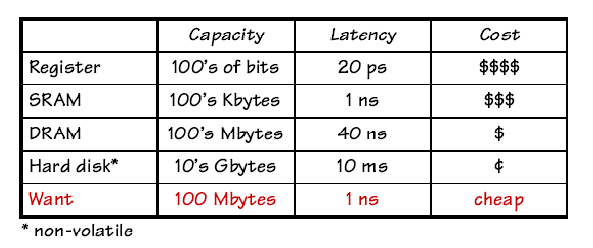 Capacity Latency Cost
Register 100's of bits 20 ps $$$$
SRAM 100's Kbytes 1 ns $$$
DRAM 100's Mbytes 40 ns $
Hard disk* 10's Gbytes 10 ms ¢
Want 100 Mbytes 1 ns cheap
* non-volatile